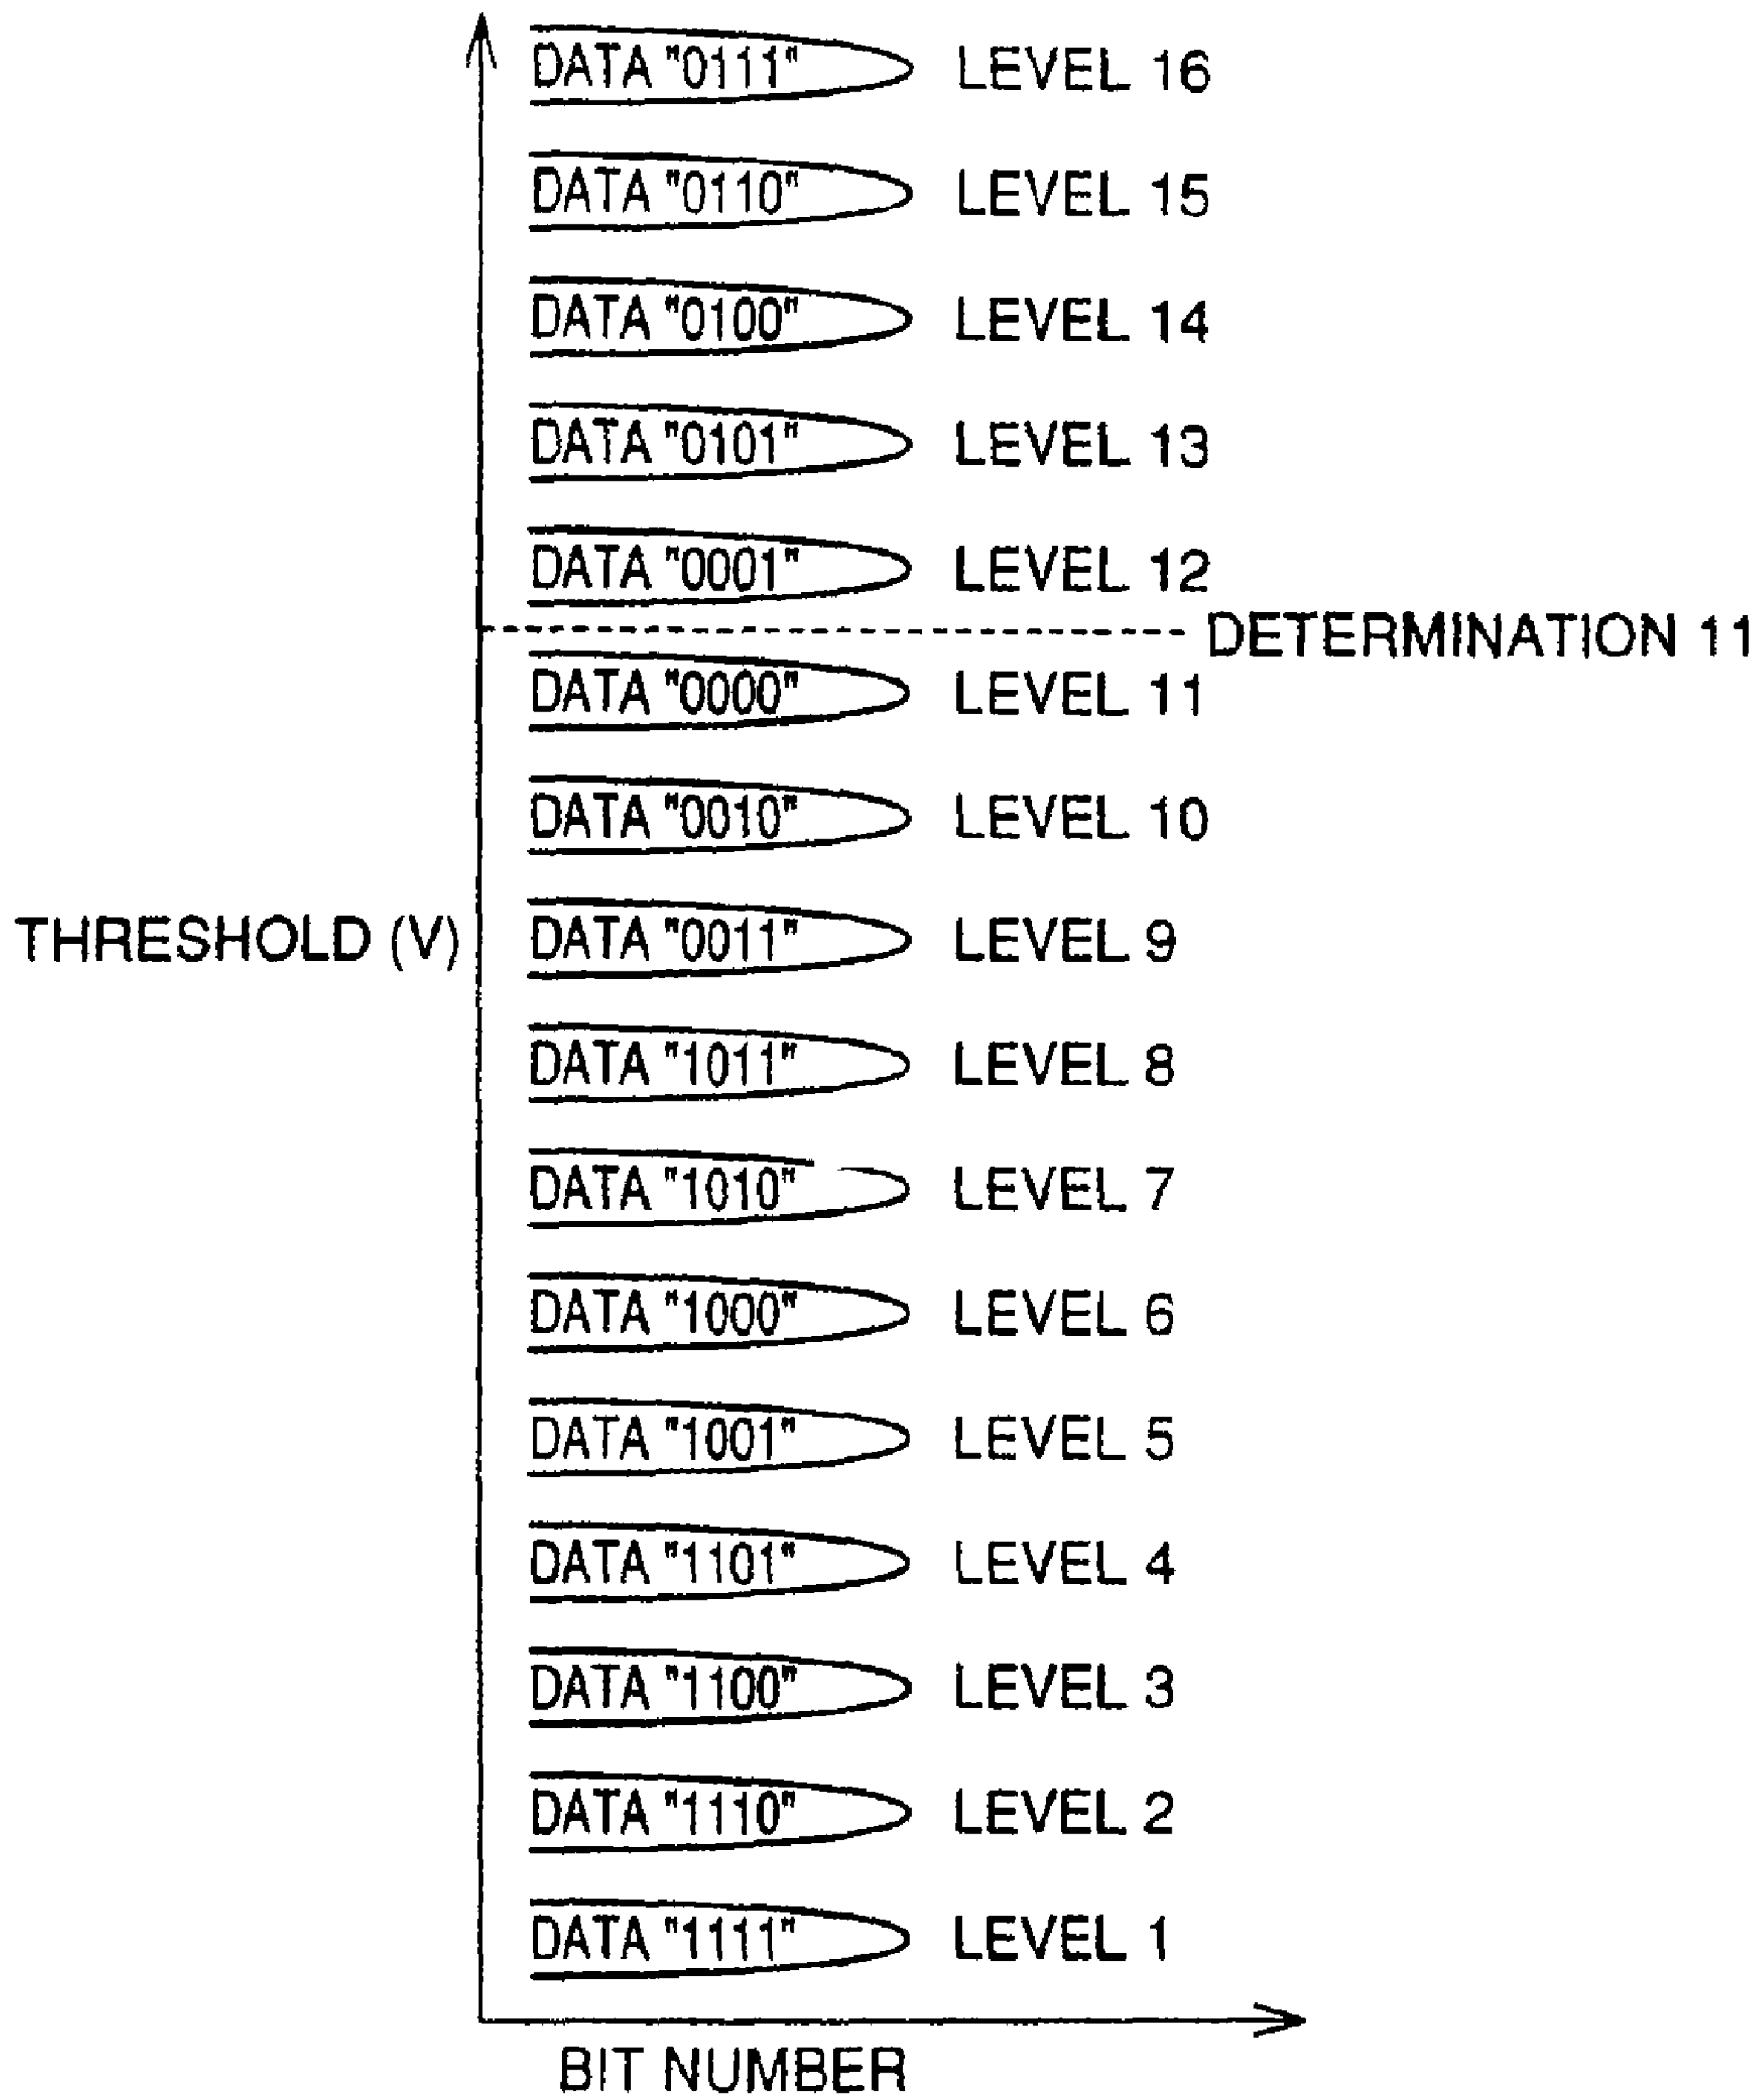 DATA "0111" LEVEL 16
DATA "0110" LEVEL 15
DATA "0100" LEVEL 14
DATA "0101" LEVEL 13
DATA "0001" LEVEL 12
DETERMINATION 11
DATA "0000" LEVEL 11
DATA "0010" LEVEL 10
THRESHOLD (V) DATA "0011" LEVEL 9
DATA "1011" LEVEL 8
DATA "1010" LEVEL 7
DATA "1000" LEVEL 6
DATA "1001" LEVEL 5
DATA "1101" LEVEL 4
DATA "1100" LEVEL 3
DATA "1110" LEVEL 2
DATA "1111" LEVEL 1
BIT NUMBER